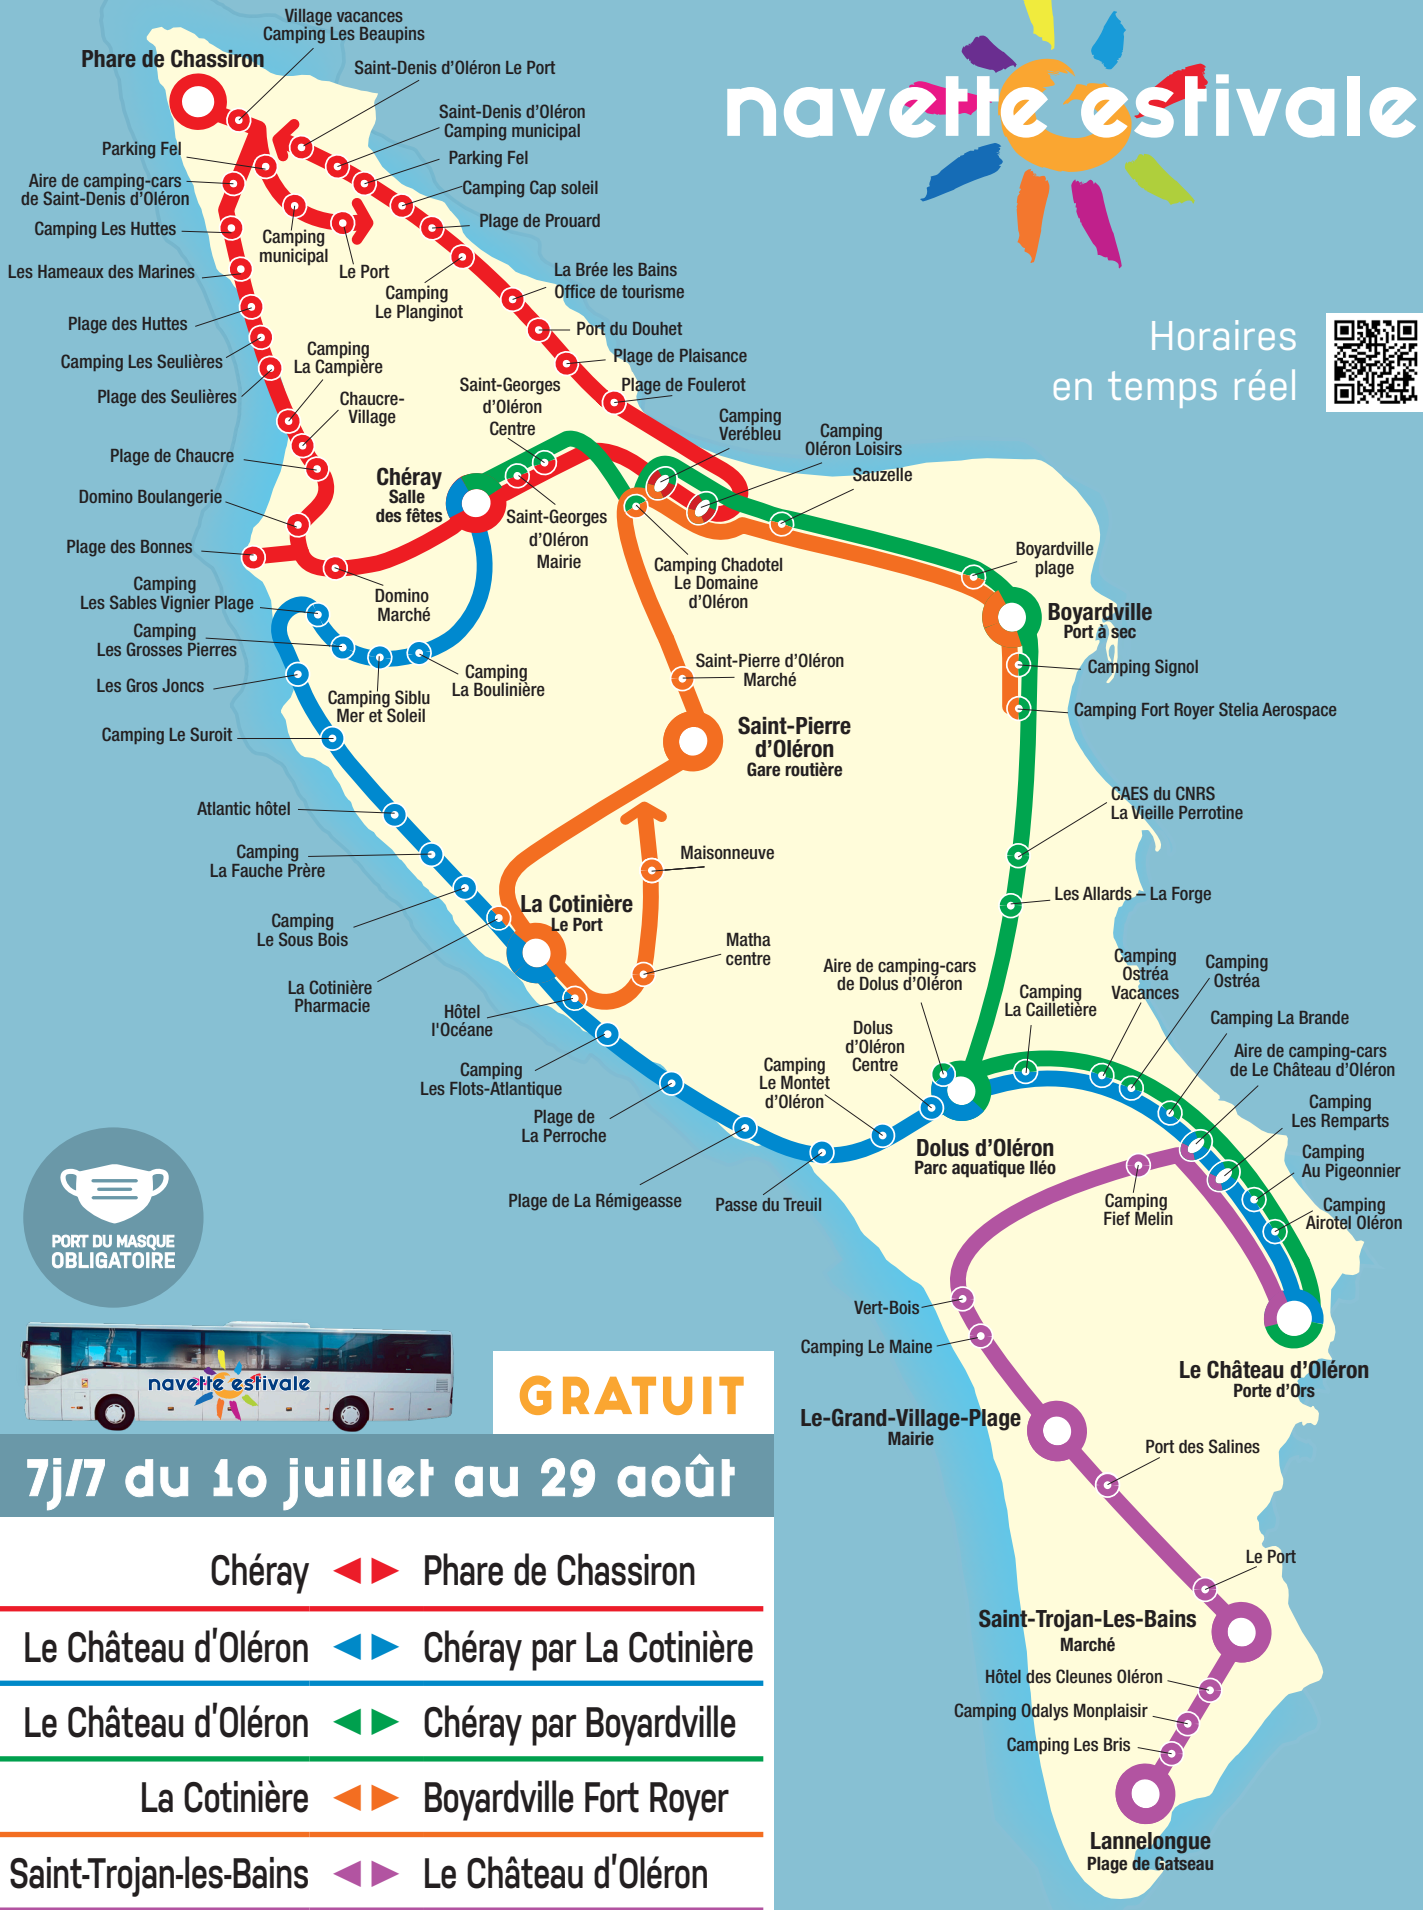 navette estivale
Horaires
en temps réel
Village vacances
Camping Les Beaupins
Phare de Chassiron
Saint-Denis d'Oléron Le Port
Saint-Denis d'Oléron
Camping municipal
Parking Fel
Parking Fel
Aire de camping-cars
de Saint-Denis d'Oléron
Camping Cap soleil
Camping Les Huttes
Plage de Prouard
Camping
municipal
Le Port
Les Hameaux des Marines
Camping
Le Planginot
La Brée les Bains
Office de tourisme
Plage des Huttes
Port du Douhet
Camping Les Seulières
Camping
La Campière
Plage de Plaisance
Plage des Seulières
Chaucre-
Village
Saint-Georges
d'Oléron
Centre
Plage de Foulerot
Camping
Verébleu
Camping
Oléron Loisirs
Plage de Chaucre
Chéray
Salle
des fêtes
Sauzelle
Domino Boulangerie
Saint-Georges
d'Oléron
Mairie
Plage des Bonnes
Camping Chadotel
Le Domaine
d'Oléron
Boyardville
plage
Domino
Marché
Camping
Les Sables Vignier Plage
Boyardville
Port à sec
Camping
Les Grosses Pierres
Camping Signol
Les Gros Joncs
Camping Siblu
Mer et Soleil
Camping
La Boulinière
Saint-Pierre d'Oléron
Marché
Camping Fort Royer Stelia Aerospace
Camping Le Suroit
Saint-Pierre
d'Oléron
Gare routière
Atlantic hôtel
CAES du CNRS
La Vieille Perrotine
Camping
La Fauche Prère
Maisonneuve
Les Allards – La Forge
Camping
Le Sous Bois
La Cotinière
Le Port
Matha
centre
La Cotinière
Pharmacie
Hôtel
l'Océane
Aire de camping-cars
de Dolus d'Oléron
Camping
La Cailletière
Camping
Ostréa
Vacances
Camping
Ostréa
Camping La Brande
Dolus
d'Oléron
Centre
Aire de camping-cars
de Le Château d'Oléron
Camping
Les Flots-Atlantique
Camping
Le Montet
d'Oléron
Camping
Les Remparts
Plage de
La Perroche
Dolus d'Oléron
Parc aquatique Iléo
Camping
Au Pigeonnier
Plage de La Rémigeasse
Passe du Treuil
Camping
Fief Melin
Camping
Airotel Oléron
PORT DU MASQUE
OBLIGATOIRE
Vert-Bois
Camping Le Maine
Le Château d'Oléron
Porte d'Ors
Le-Grand-Village-Plage
Mairie
Port des Salines
Le Port
Saint-Trojan-Les-Bains
Marché
Hôtel des Cleunes Oléron
Camping Odalys Monplaisir
Camping Les Bris
Lannelongue
Plage de Gatseau
navette estivale
GRATUIT
7j/7 du 10 juillet au 29 août
Chéray Phare de Chassiron
Le Château d'Oléron Chéray par La Cotinière
Le Château d'Oléron Chéray par Boyardville
La Cotinière Boyardville Fort Royer
Saint-Trojan-les-Bains Le Château d'Oléron